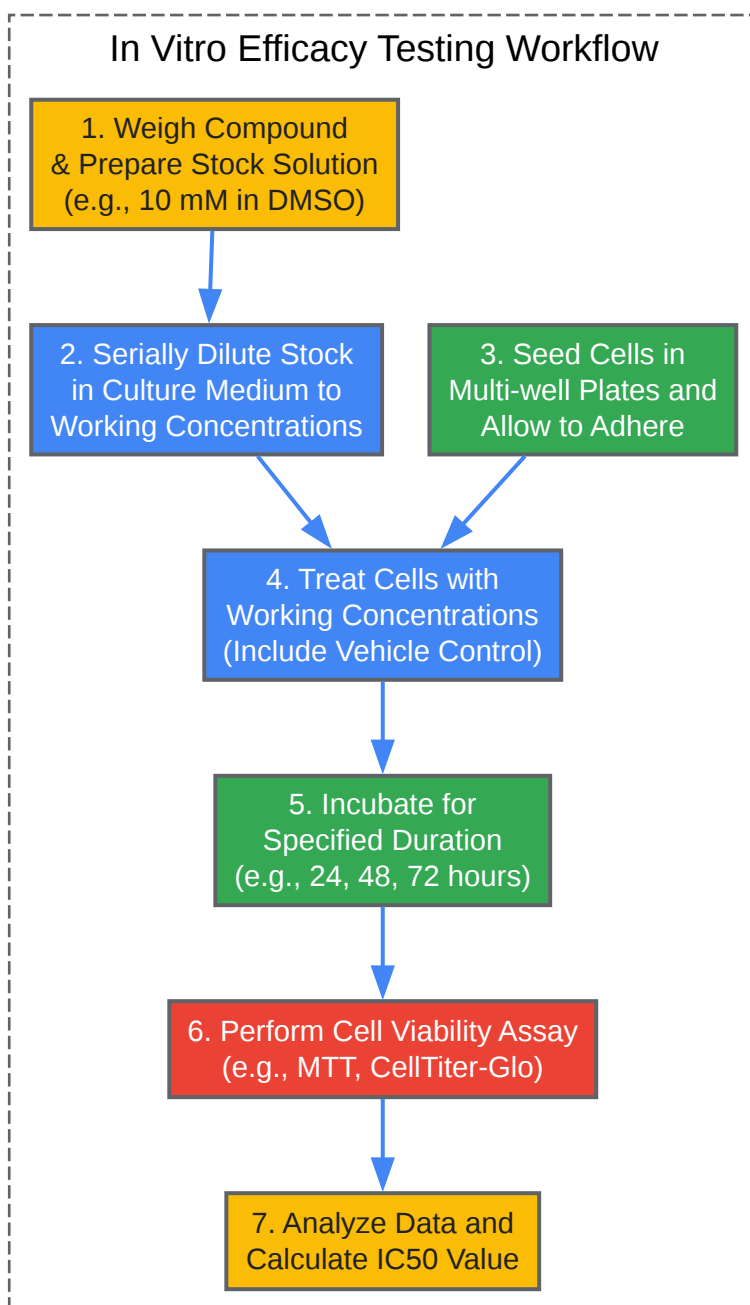 In Vitro Efficacy Testing Workflow
1. Weigh Compound
& Prepare Stock Solution
(e.g., 10 mM in DMSO)
2. Serially Dilute Stock
in Culture Medium to
Working Concentrations
3. Seed Cells in
Multi-well Plates and
Allow to Adhere
4. Treat Cells with
Working Concentrations
(Include Vehicle Control)
5. Incubate for
Specified Duration
(e.g., 24, 48, 72 hours)
6. Perform Cell Viability Assay
(e.g., MTT, CellTiter-Glo)
7. Analyze Data and
Calculate IC50 Value